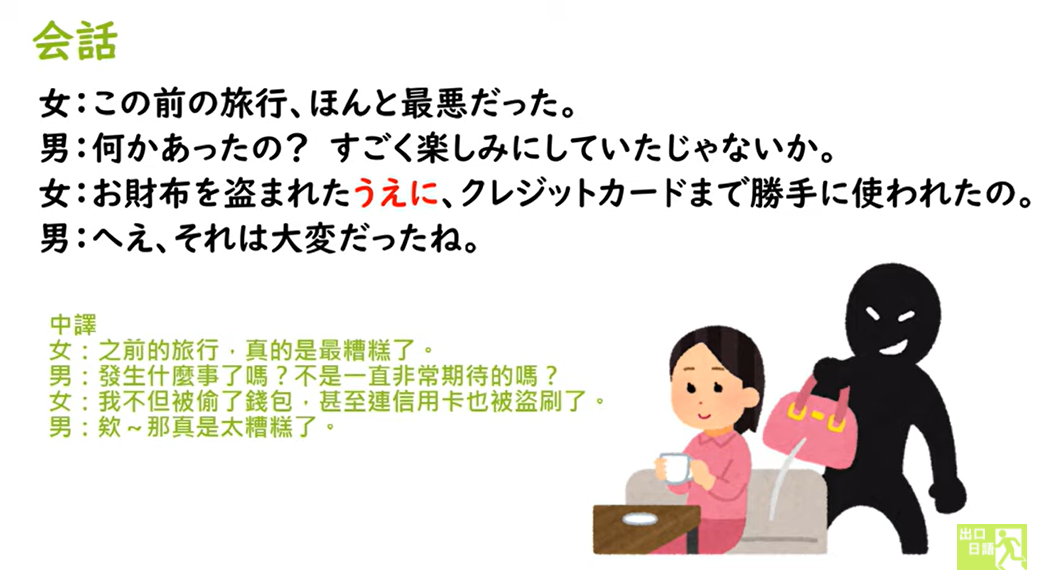 会話
女：この前の旅行、ほんと最悪だった。
男：何かあったの？ すごく楽しみにしていたじゃないか。
女：お財布を盗まれたうえに、クレジットカードまで勝手に使われたの。
男：へえ、それは大変だったね。
中譯
女：之前的旅行，真的是最糟糕了。
男：發生什麼事了嗎？不是一直非常期待的嗎？
女：我不但被偷了錢包，甚至連信用卡也被盜刷了。
男：欸～那真是太糟糕了。
出口
日語